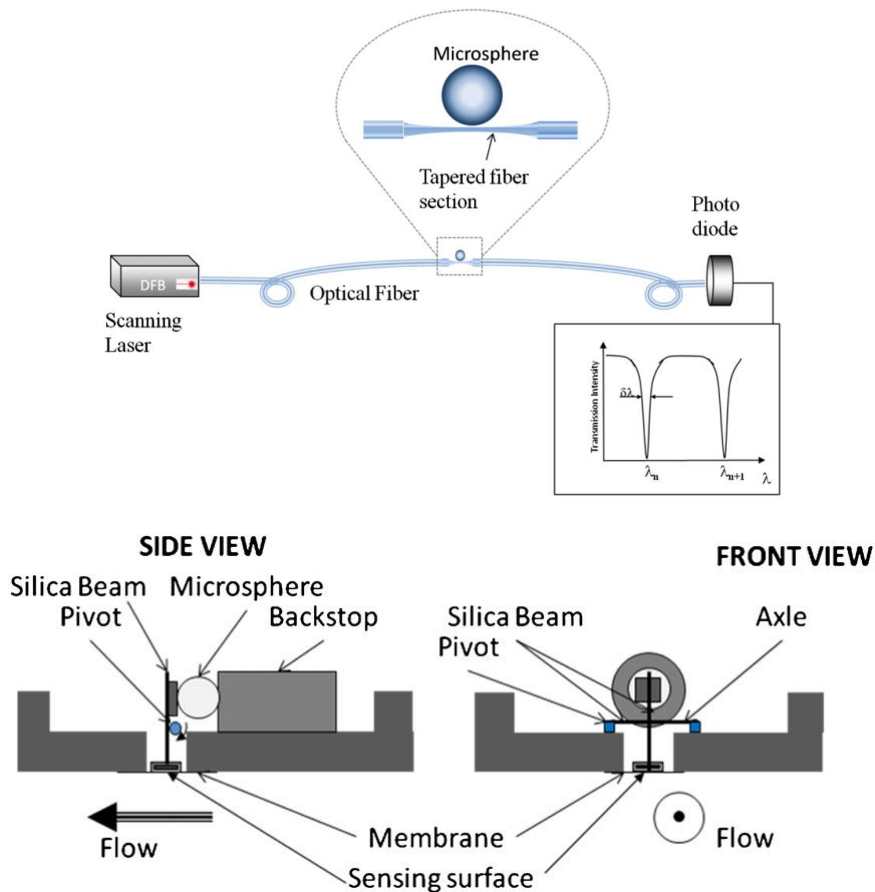 Microsphere
Tapered fiber
section
Photo
diode
DFB
Optical Fiber
Scanning
Laser
Transmission Intensity
δλ
λn
λn+1
λ
SIDE VIEW
FRONT VIEW
Silica Beam
Microsphere
Pivot
Backstop
Silica Beam
Axle
Pivot
Flow
Membrane
Flow
Sensing surface